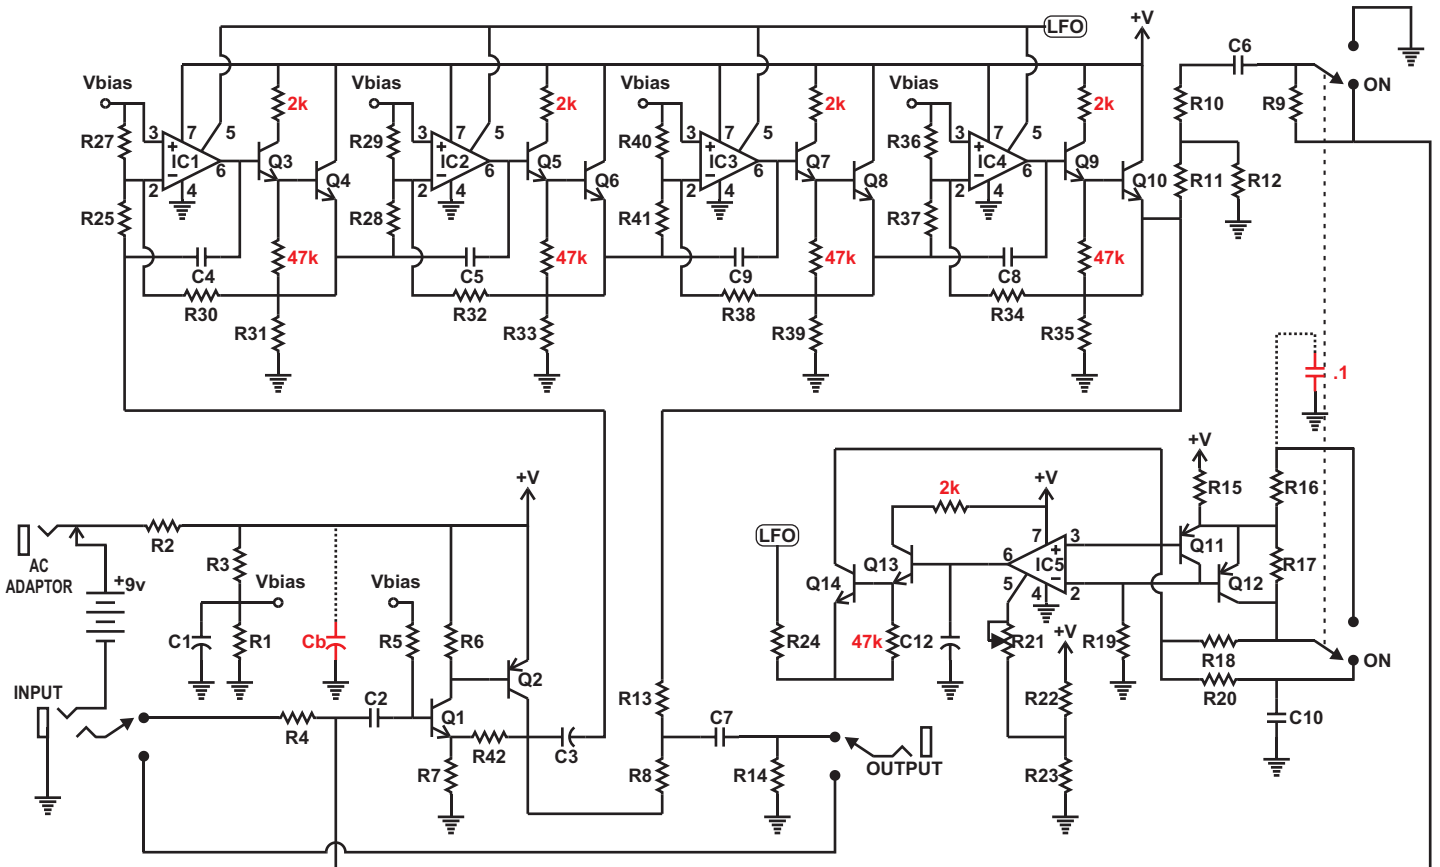 LFO
+V
C6
Vbias
Vbias
Vbias
Vbias
ON
2k
2k
2k
2k
R10
R9
R27
3
7
5
R29
3
7
5
R40
3
7
5
R36
3
7
5
+
IC1
−
Q3
+
IC2
−
Q5
+
IC3
−
Q7
+
IC4
−
Q9
2
4
6
Q4
2
4
6
Q6
2
4
6
Q8
2
4
6
Q10
R11
R12
R25
R28
R41
R37
47k
47k
47k
47k
C4
C5
C9
C8
R30
R32
R38
R34
R31
R33
R39
R35
.1
+V
+V
+V
2k
R15
R16
R2
LFO
7
3
AC
ADAPTOR
R3
Vbias
Vbias
6
+
IC5
−
Q11
R17
+9v
Q14
Q13
5
4
2
Q12
C1
R1
Cb
R5
R6
R24
47k
C12
R21
+V
R19
R18
ON
Q2
R20
INPUT
C2
Q1
R13
C7
R22
C10
R4
R42
C3
OUTPUT
R7
R8
R14
R23